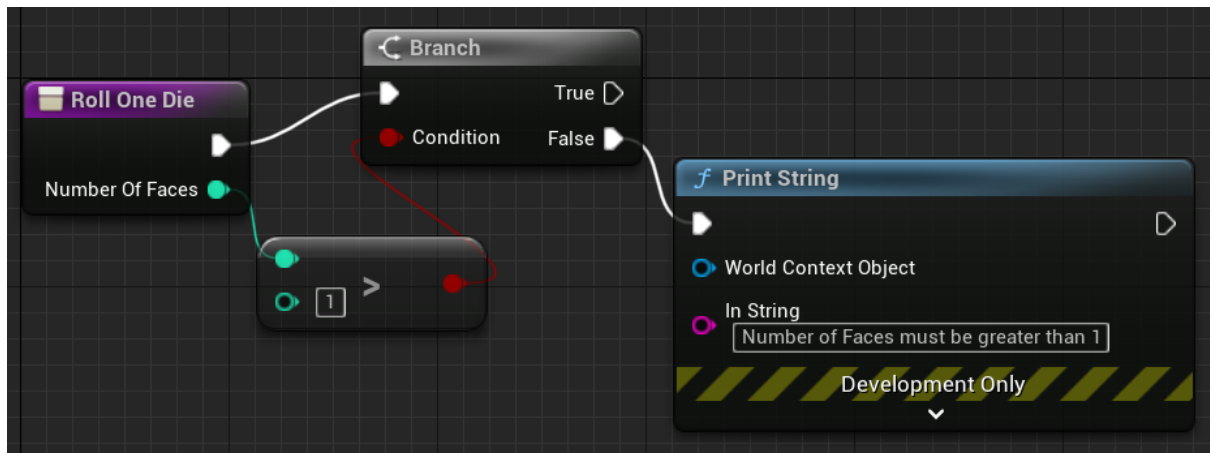 Roll One Die
Number Of Faces
Branch
True
Condition
False
1
>
Print String
World Context Object
In String
Number of Faces must be greater than 1
Development Only